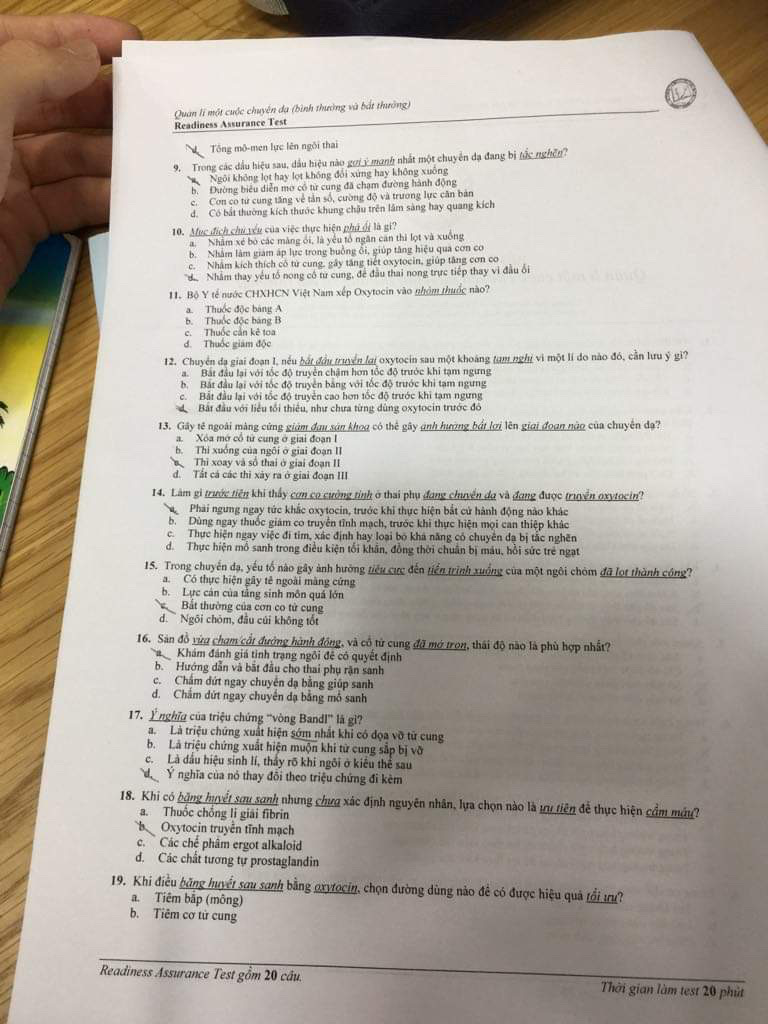 Quản lí một cuộc chuyển dạ (bình thường và bất thường)
Readiness Assurance Test
d. Tổng mô-men lực lên ngôi thai
9. Trong các dấu hiệu sau, dấu hiệu nào gợi ý mạnh nhất một chuyển dạ đang bị tắc nghẽn?
a. Ngôi không lọt hay lọt không đối xứng hay không xuống
b. Đường biểu diễn mở cổ tử cung đã chạm đường hành động
c. Cơn co tử cung tăng về tần số, cường độ và trương lực căn bản
d. Có bất thường kích thước khung chậu trên lâm sàng hay quang kích
10. Mục đích chủ yếu của việc thực hiện phá ối là gì?
a. Nhằm xé bỏ các màng ối, là yếu tố ngăn cản thì lọt và xuống
b. Nhằm làm giảm áp lực trong buồng ối, giúp tăng hiệu quả cơn co
c. Nhằm kích thích cổ tử cung, gây tăng tiết oxytocin, giúp tăng cơn co
d. Nhằm thay yếu tố nong cổ tử cung, để đầu thai nong trực tiếp thay vì đầu ối
11. Bộ Y tế nước CHXHCN Việt Nam xếp Oxytocin vào nhóm thuốc nào?
a. Thuốc độc bảng A
b. Thuốc độc bảng B
c. Thuốc cần kê toa
d. Thuốc giảm độc
12. Chuyển dạ giai đoạn I, nếu bắt đầu truyền lại oxytocin sau một khoảng tạm nghỉ vì một lí do nào đó, cần lưu ý gì?
a. Bắt đầu lại với tốc độ truyền chậm hơn tốc độ trước khi tạm ngưng
b. Bắt đầu lại với tốc độ truyền bằng với tốc độ trước khi tạm ngưng
c. Bắt đầu lại với tốc độ truyền cao hơn tốc độ trước khi tạm ngưng
d. Bắt đầu với liều tối thiểu, như chưa từng dùng oxytocin trước đó
13. Gây tê ngoài màng cứng giảm đau sản khoa có thể gây ảnh hưởng bất lợi lên giai đoạn nào của chuyển dạ?
a. Xóa mở cổ tử cung ở giai đoạn I
b. Thì xuống của ngôi ở giai đoạn II
c. Thì xoay và sổ thai ở giai đoạn II
d. Tất cả các thì xảy ra ở giai đoạn III
14. Làm gì trước tiên khi thấy cơn co cường tính ở thai phụ đang chuyển dạ và đang được truyền oxytocin?
a. Phải ngưng ngay tức khắc oxytocin, trước khi thực hiện bất cứ hành động nào khác
b. Dùng ngay thuốc giảm co truyền tĩnh mạch, trước khi thực hiện mọi can thiệp khác
c. Thực hiện ngay việc đi tìm, xác định hay loại bỏ khả năng có chuyển dạ bị tắc nghẽn
d. Thực hiện mổ sanh trong điều kiện tối khẩn, đồng thời chuẩn bị máu, hồi sức trẻ ngạt
15. Trong chuyển dạ, yếu tố nào gây ảnh hưởng tiêu cực đến tiến trình xuống của một ngôi chỏm đã lọt thành công?
a. Có thực hiện gây tê ngoài màng cứng
b. Lực cản của tầng sinh môn quá lớn
c. Bất thường của cơn co tử cung
d. Ngôi chỏm, đầu cúi không tốt
16. Sản đồ vừa chạm/cắt đường hành động, và cổ tử cung đã mở trọn, thái độ nào là phù hợp nhất?
a. Khám đánh giá tình trạng ngôi để có quyết định
b. Hướng dẫn và bắt đầu cho thai phụ rặn sanh
c. Chấm dứt ngay chuyển dạ bằng giúp sanh
d. Chấm dứt ngay chuyển dạ bằng mổ sanh
17. Ý nghĩa của triệu chứng “vòng Bandl” là gì?
a. Là triệu chứng xuất hiện sớm nhất khi có dọa vỡ tử cung
b. Là triệu chứng xuất hiện muộn khi tử cung sắp bị vỡ
c. Là dấu hiệu sinh lí, thấy rõ khi ngôi ở kiểu thế sau
d. Ý nghĩa của nó thay đổi theo triệu chứng đi kèm
18. Khi có băng huyết sau sanh nhưng chưa xác định nguyên nhân, lựa chọn nào là ưu tiên để thực hiện cầm máu?
a. Thuốc chống li giải fibrin
b. Oxytocin truyền tĩnh mạch
c. Các chế phẩm ergot alkaloid
d. Các chất tương tự prostaglandin
19. Khi điều băng huyết sau sanh bằng oxytocin, chọn đường dùng nào để có được hiệu quả tối ưu?
a. Tiêm bắp (mông)
b. Tiêm cơ tử cung
Readiness Assurance Test gồm 20 câu.
Thời gian làm test 20 phút